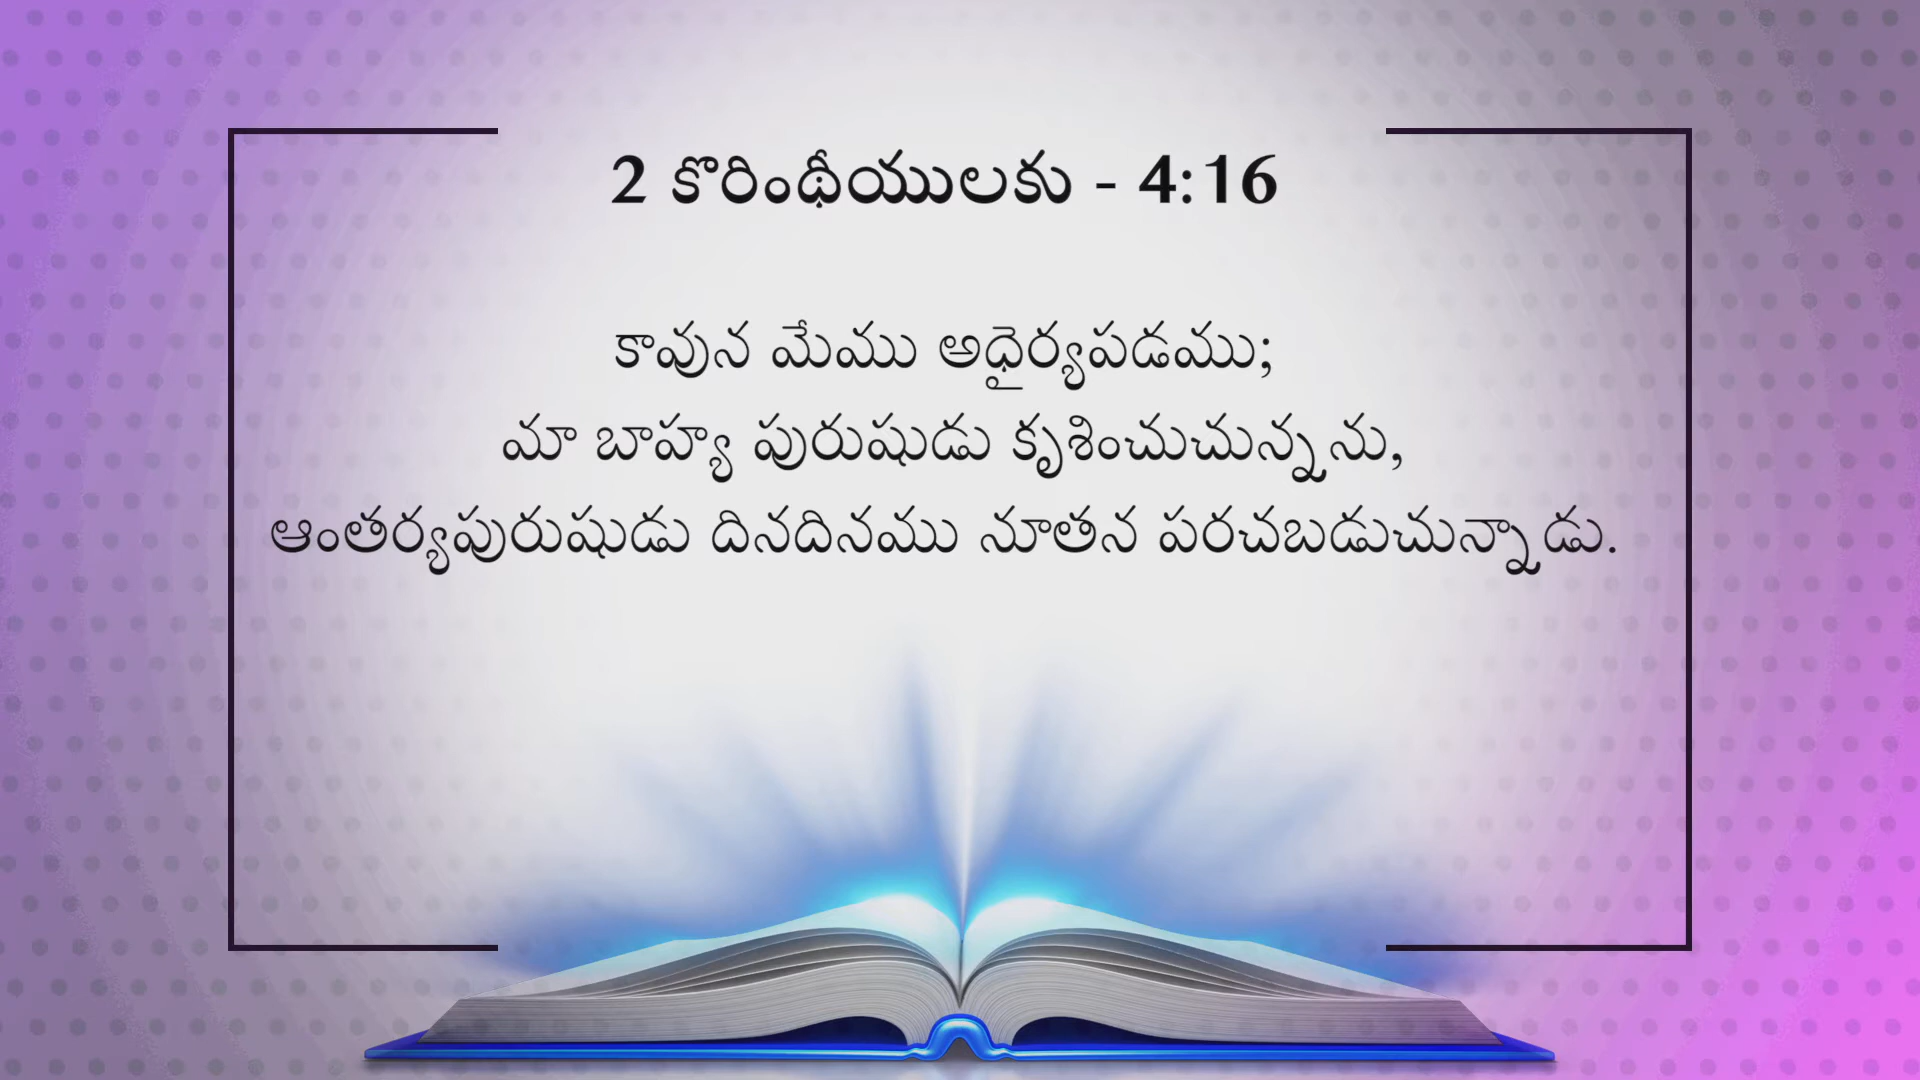 2 కొరింథీయులకు - 4:16
కావున మేము అధైర్యపడము;
మా బాహ్య పురుషుడు కృశించుచున్నను,
ఆంతర్యపురుషుడు దినదినము నూతన పరచబడుచున్నాడు.